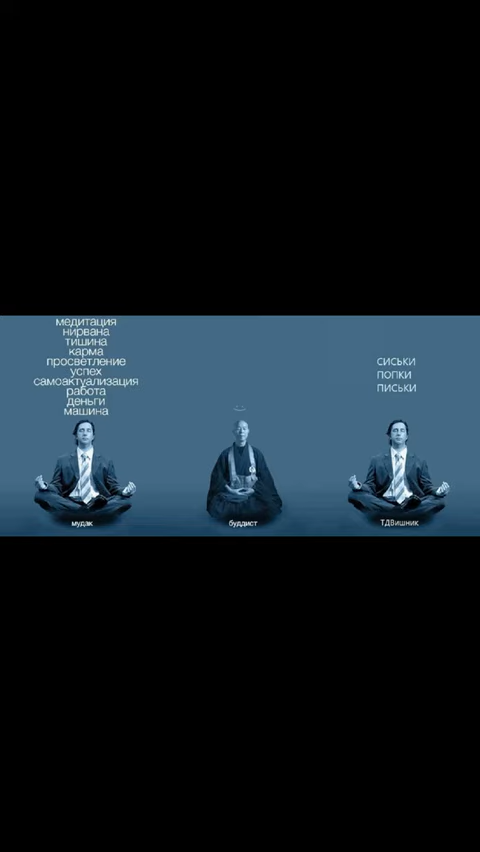 медитация
нирвана
тишина
карма
просветление
успех
самоактуализация
работа
деньги
машина
мудак
буддист
СИСЬКИ
ПОПКИ
ПИСЬКИ
ТДВишник